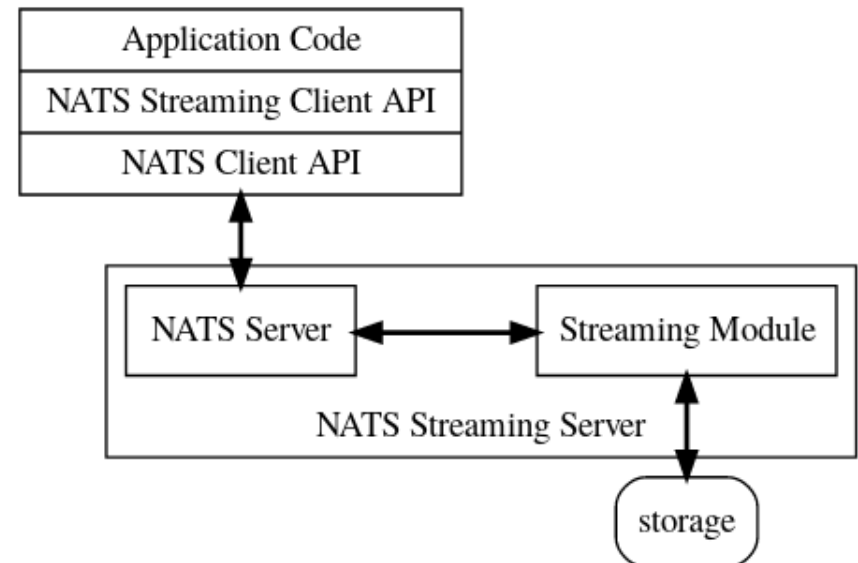 Application Code
NATS Streaming Client API
NATS Client API
NATS Server
Streaming Module
NATS Streaming Server
storage